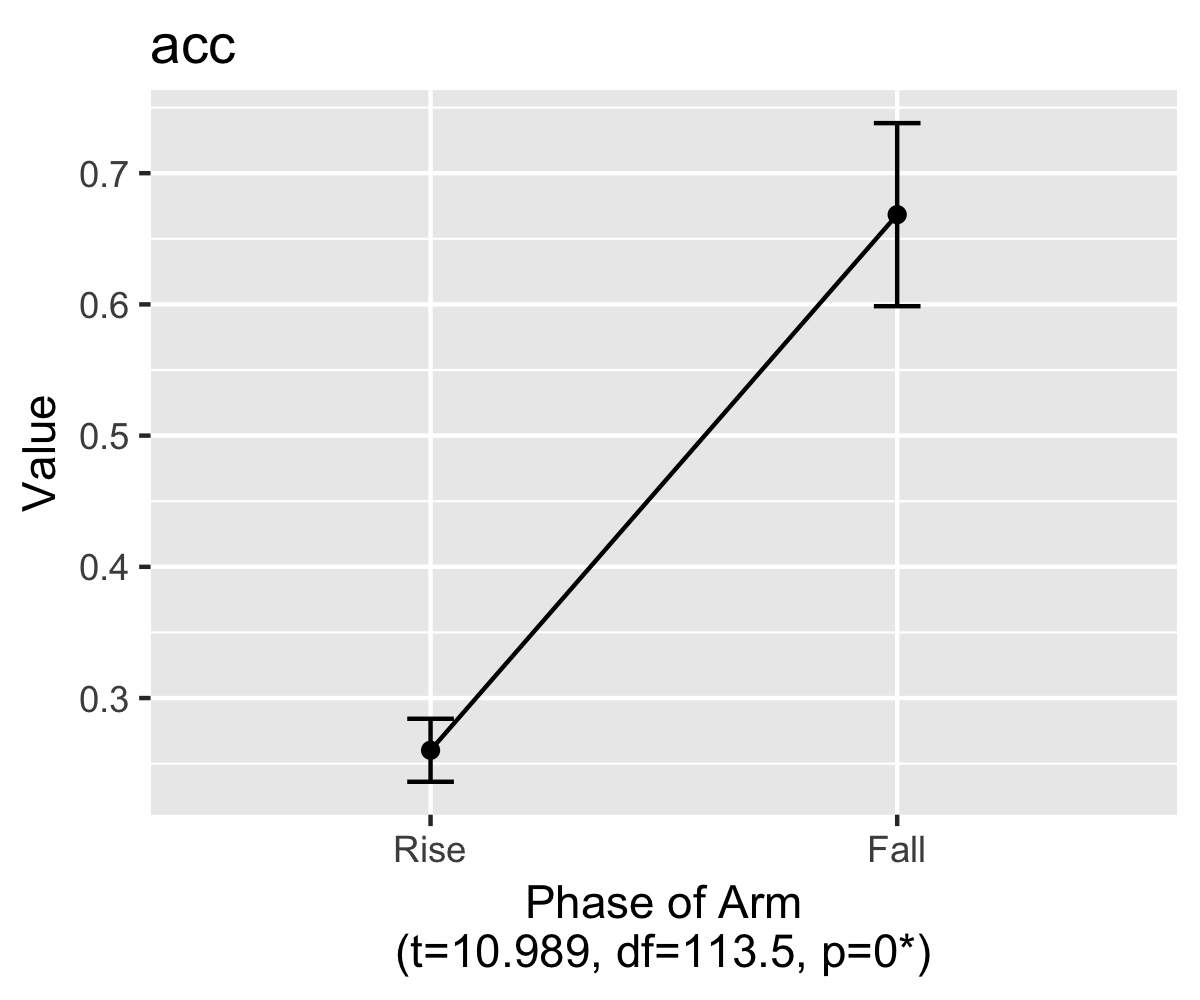 acc
Value
0.7
0.6
0.5
0.4
0.3
Rise
Fall
Phase of Arm
(t=10.989, df=113.5, p=0*)